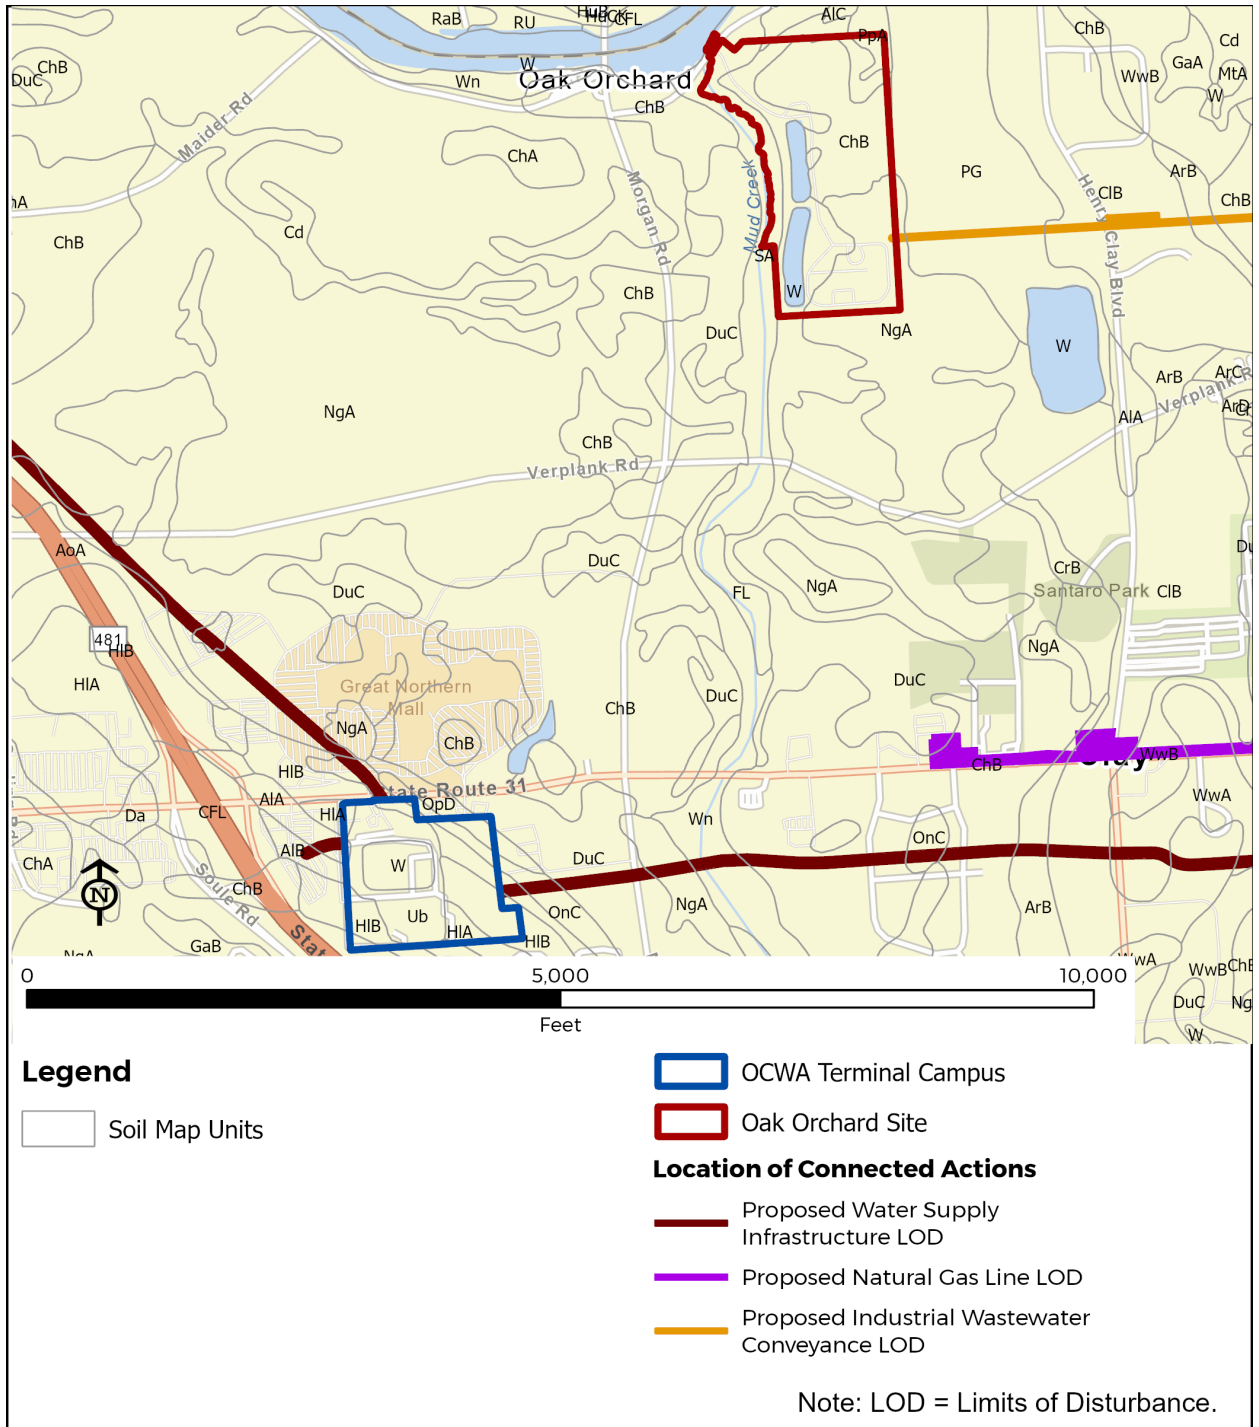 RaB
RU
HuB
HuCK
CFL
AlC
PpA
ChB
Cd
GaA
MtA
WwB
W
ChB
DuC
W
Wn
Oak Orchard
ChB
Maider Rd
ChA
ChB
PG
ArB
Morgan Rd
Mud Creek
Henry Clay Blvd
ClB
ChB
ChB
Cd
SA
W
ChB
DuC
NgA
W
ArB
ArC
Verplank R
ArD
AlA
NgA
ChB
Verplank Rd
AoA
DuC
DuC
FL
NgA
CrB
Santaro Park
ClB
481
HlB
HlA
Great Northern
Mall
NgA
ChB
ChB
DuC
DuC
NgA
HlB
State Route 31
ChB
Clay
WwB
WwA
AlA
HlA
OpD
CFL
Da
Wn
OnC
AlB
W
DuC
ChA
ChB
Soule Rd
Ub
HlB
HlA
HlB
OnC
NgA
ArB
GaB
N
WwA
WwB
DuC
W
0
5,000
10,000
Feet
Legend
Soil Map Units
OCWA Terminal Campus
Oak Orchard Site
Location of Connected Actions
Proposed Water Supply
Infrastructure LOD
Proposed Natural Gas Line LOD
Proposed Industrial Wastewater
Conveyance LOD
Note: LOD = Limits of Disturbance.